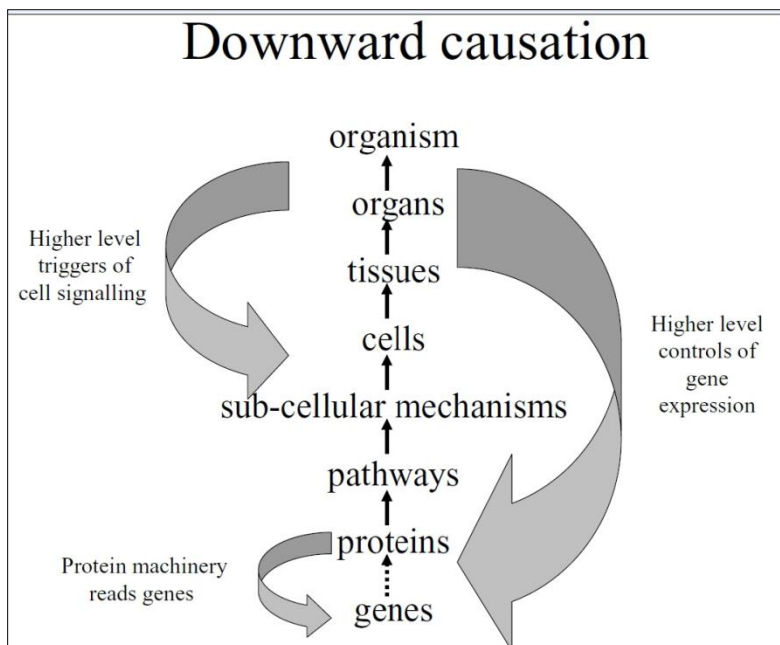 Downward causation
organism
organs
tissues
cells
sub-cellular mechanisms
pathways
proteins
genes
Higher level
triggers of
cell signalling
Higher level
controls of
gene
expression
Protein machinery
reads genes